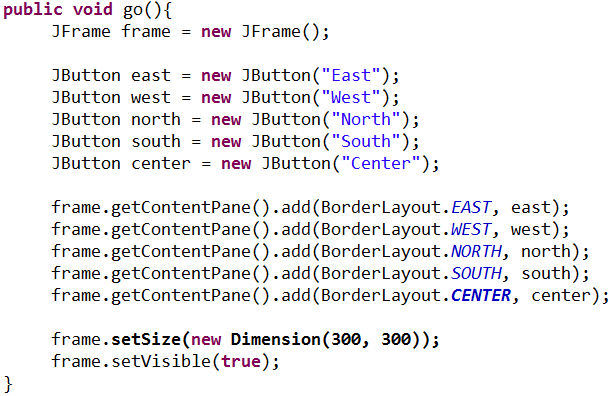 public void go(){
JFrame frame = new JFrame();
JButton east = new JButton("East");
JButton west = new JButton("West");
JButton north = new JButton("North");
JButton south = new JButton("South");
JButton center = new JButton("Center");
frame.getContentPane().add(BorderLayout.EAST, east);
frame.getContentPane().add(BorderLayout.WEST, west);
frame.getContentPane().add(BorderLayout.NORTH, north);
frame.getContentPane().add(BorderLayout.SOUTH, south);
frame.getContentPane().add(BorderLayout.CENTER, center);
frame.setSize(new Dimension(300, 300));
frame.setVisible(true);
}